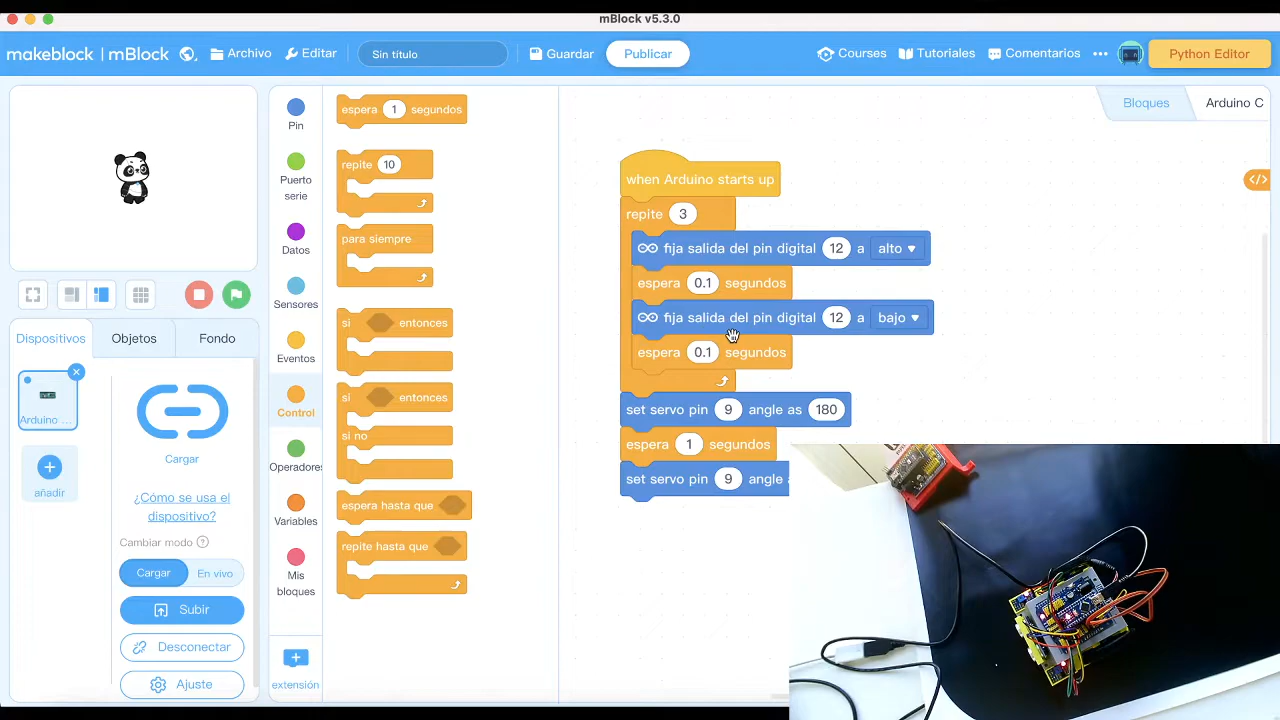 mBlock v5.3.0
makeblock | mBlock
Archivo
Editar
Sin título
Guardar
Publicar
Courses
Tutoriales
Comentarios
Python Editor
Pin
Puerto
serie
Datos
Sensores
Eventos
Control
Operadore
Variables
Mis
bloques
extensión
espera 1 segundos
repite 10
para siempre
si entonces
si entonces
si no
espera hasta que
repite hasta que
Bloques
Arduino C
when Arduino starts up
repite 3
fija salida del pin digital 12 a alto
espera 0.1 segundos
fija salida del pin digital 12 a bajo
espera 0.1 segundos
set servo pin 9 angle as 180
espera 1 segundos
set servo pin 9 angle
Dispositivos
Objetos
Fondo
Arduino ...
añadir
Cargar
¿Cómo se usa el
dispositivo?
Cambiar modo ?
Cargar
En vivo
Subir
Desconectar
Ajuste